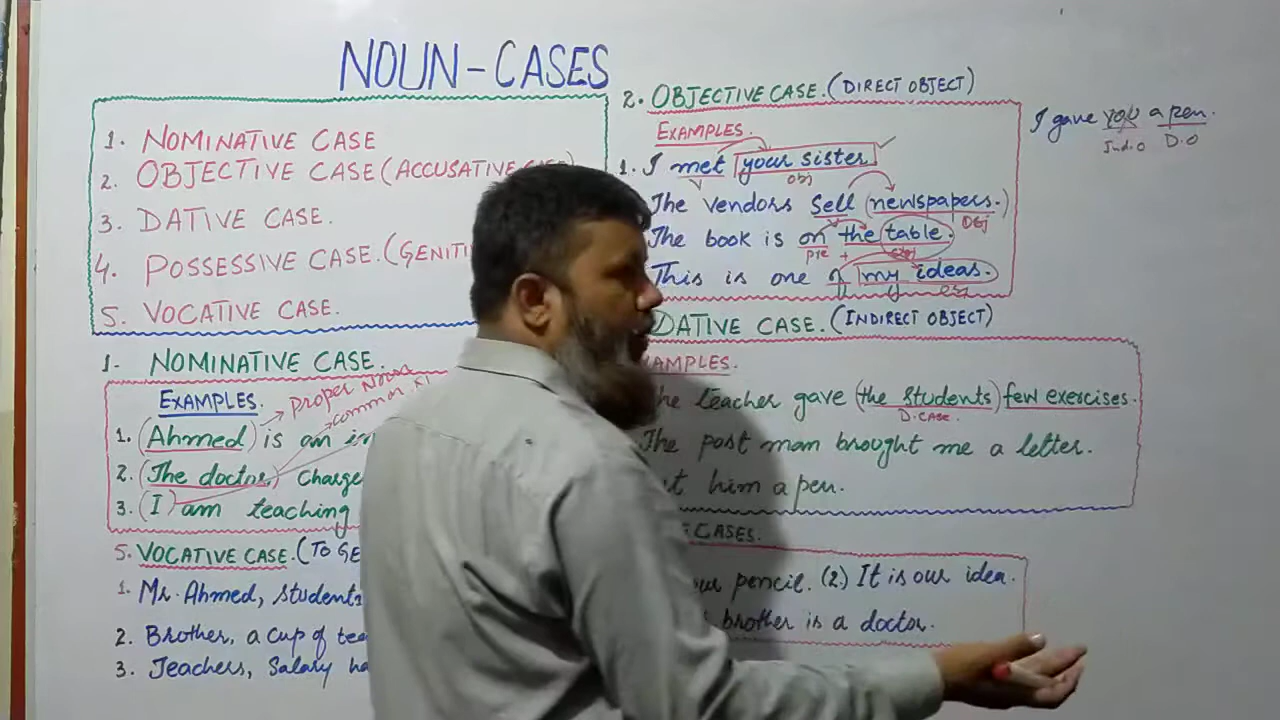 NOUN-CASES
1. NOMINATIVE CASE
2. OBJECTIVE CASE (ACCUSATIVE CASE)
3. DATIVE CASE.
4. POSSESSIVE CASE. (GENITI
5. VOCATIVE CASE.
1- NOMINATIVE CASE.
EXAMPLES.
Proper Noun
common
1. (Ahmed) is an
2. (The doctor) Charge
3. (I) am teaching
5. VOCATIVE CASE. (TO GE
1. Mr. Ahmed, students
2. Brother, a cup of tea
3. Teachers, Salary ha
2. OBJECTIVE CASE. (DIRECT OBJECT)
EXAMPLES.
1. I met your sister
obj
The vendors sell (newspapers.)
obj
The book is on the table.
pre + obj
This is one of my ideas.
I gave you a pen.
Ind.o D.O
DATIVE CASE. (INDIRECT OBJECT)
AMPLES.
he teacher gave (the students) few exercises.
D.CASE.
The post man brought me a letter.
him a pen.
CASES.
our pencil. (2.) It is our idea.
brother is a doctor.